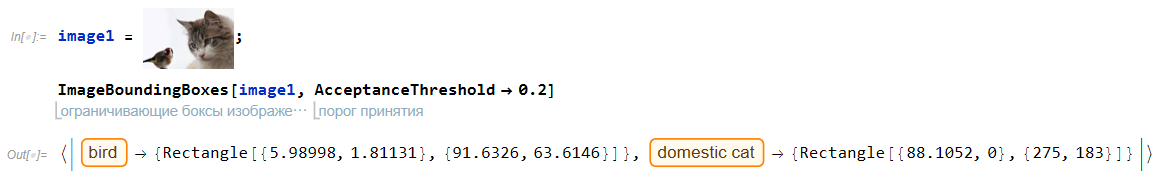 In[∘]:= image1 = ;
ImageBoundingBoxes[image1, AcceptanceThreshold → 0.2]
ограничивающие боксы изображе⋯ порог принятия
Out[∘]= <| bird → {Rectangle[{5.98998, 1.81131}, {91.6326, 63.6146}]}, domestic cat → {Rectangle[{88.1052, 0}, {275, 183}]} |>